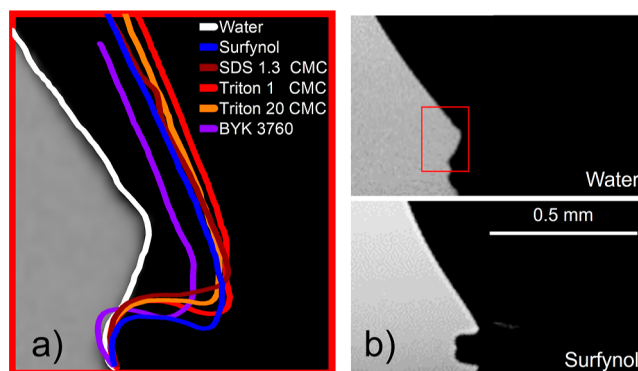 Water
Surfynol
SDS 1.3 CMC
Triton 1 CMC
Triton 20 CMC
BYK 3760
a)
Water
0.5 mm
b)
Surfynol